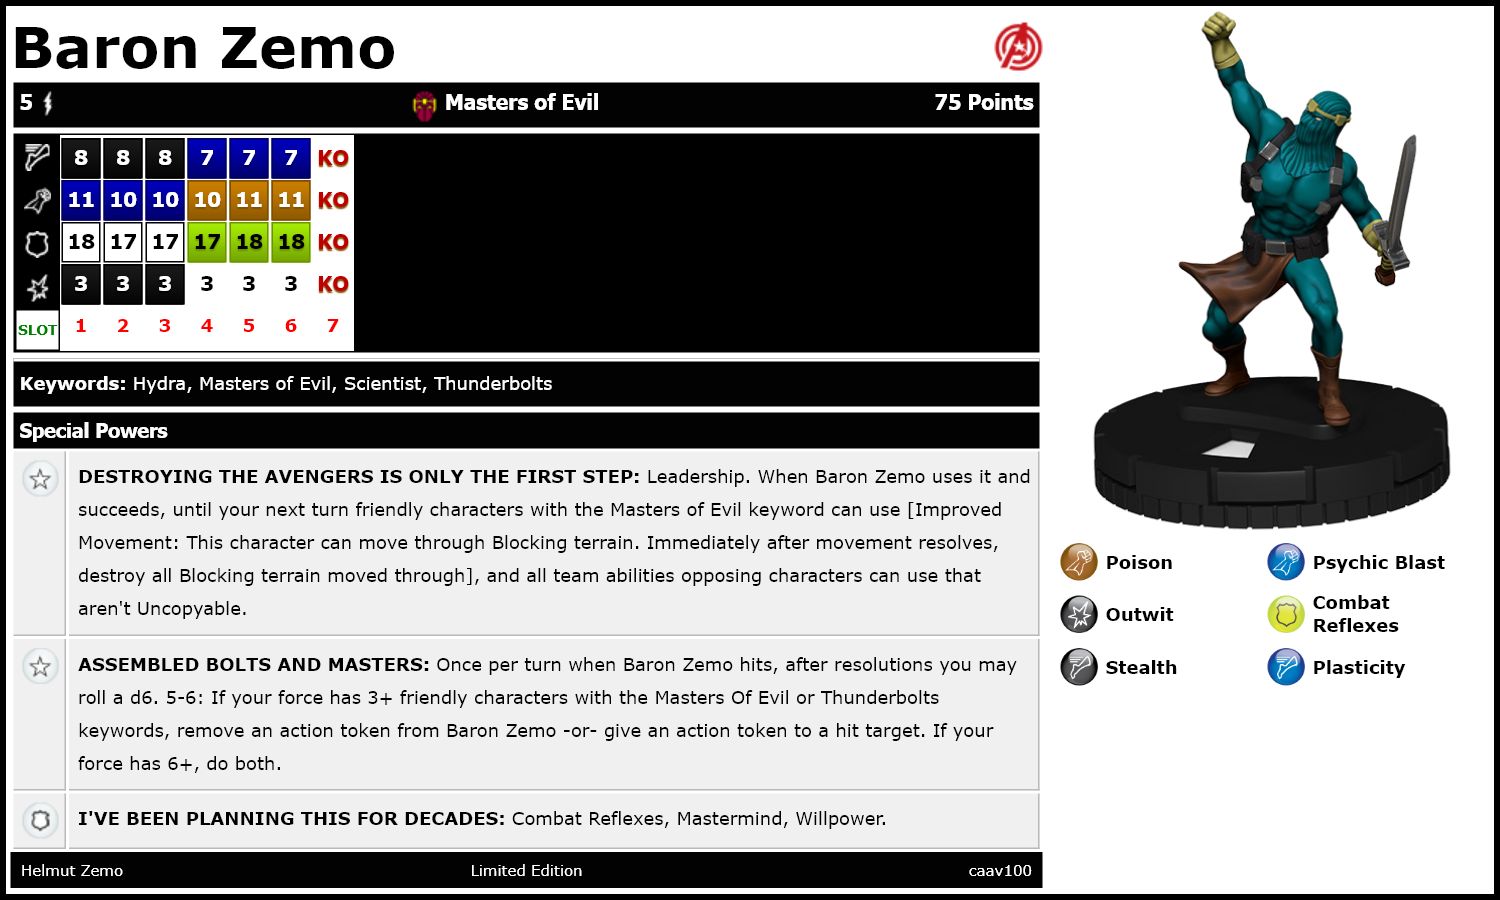 Baron Zemo
5 Masters of Evil 75 Points
8 8 8 7 7 7 KO
11 10 10 10 11 11 KO
18 17 17 17 18 18 KO
3 3 3 3 3 3 KO
SLOT 1 2 3 4 5 6 7
Keywords: Hydra, Masters of Evil, Scientist, Thunderbolts
Special Powers
DESTROYING THE AVENGERS IS ONLY THE FIRST STEP: Leadership. When Baron Zemo uses it and
succeeds, until your next turn friendly characters with the Masters of Evil keyword can use [Improved
Movement: This character can move through Blocking terrain. Immediately after movement resolves,
destroy all Blocking terrain moved through], and all team abilities opposing characters can use that
aren't Uncopyable.
ASSEMBLED BOLTS AND MASTERS: Once per turn when Baron Zemo hits, after resolutions you may
roll a d6. 5-6: If your force has 3+ friendly characters with the Masters Of Evil or Thunderbolts
keywords, remove an action token from Baron Zemo -or- give an action token to a hit target. If your
force has 6+, do both.
I'VE BEEN PLANNING THIS FOR DECADES: Combat Reflexes, Mastermind, Willpower.
Helmut Zemo Limited Edition caav100
Poison Psychic Blast
Outwit Combat
Reflexes
Stealth Plasticity